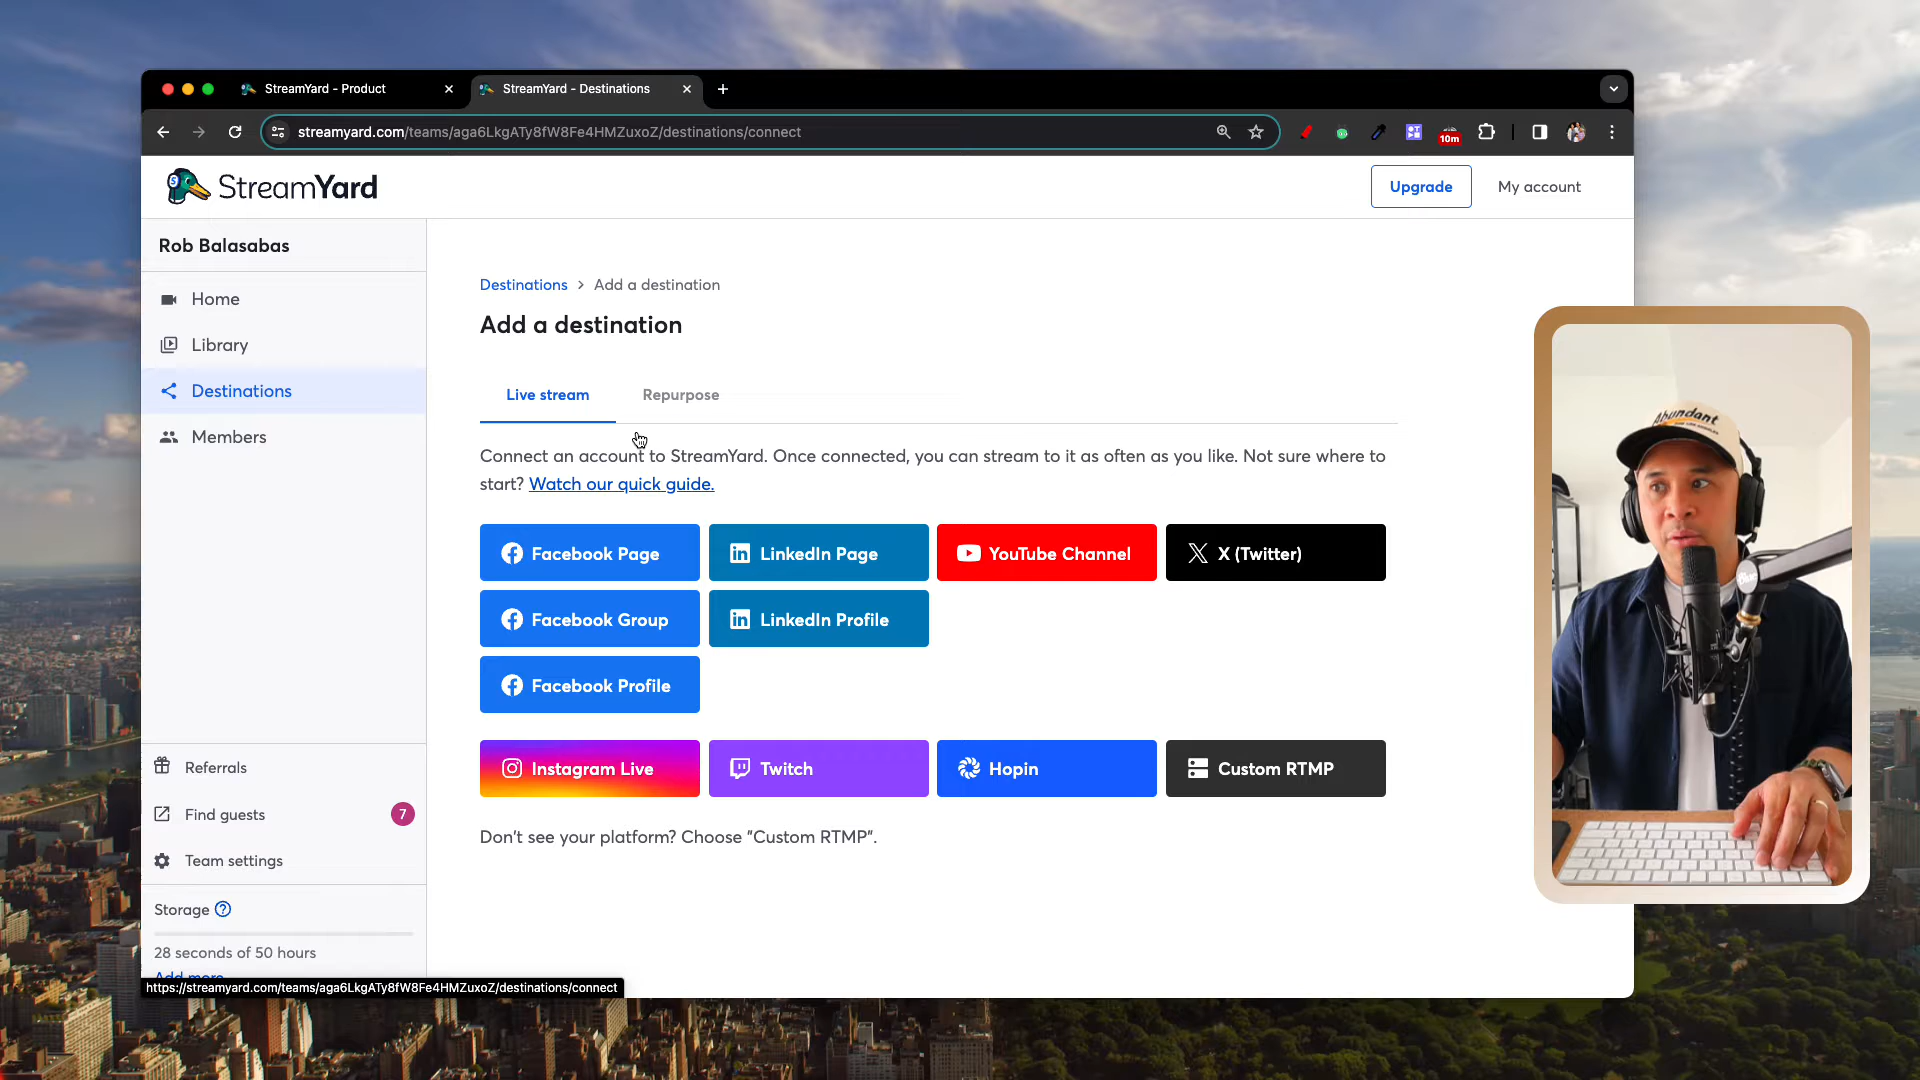 StreamYard - Product
StreamYard - Destinations
streamyard.com/teams/aga6LkgATy8fW8Fe4HMZuxoZ/destinations/connect
10m
StreamYard
Upgrade
My account
Rob Balasabas
Home
Library
Destinations
Members
Referrals
Find guests
7
Team settings
Storage
28 seconds of 50 hours
Add more
https://streamyard.com/teams/aga6LkgATy8fW8Fe4HMZuxoZ/destinations/connect
Destinations > Add a destination
Add a destination
Live stream
Repurpose
Connect an account to StreamYard. Once connected, you can stream to it as often as you like. Not sure where to
start? Watch our quick guide.
Facebook Page
LinkedIn Page
YouTube Channel
X (Twitter)
Facebook Group
LinkedIn Profile
Facebook Profile
Instagram Live
Twitch
Hopin
Custom RTMP
Don't see your platform? Choose "Custom RTMP".
Abundant